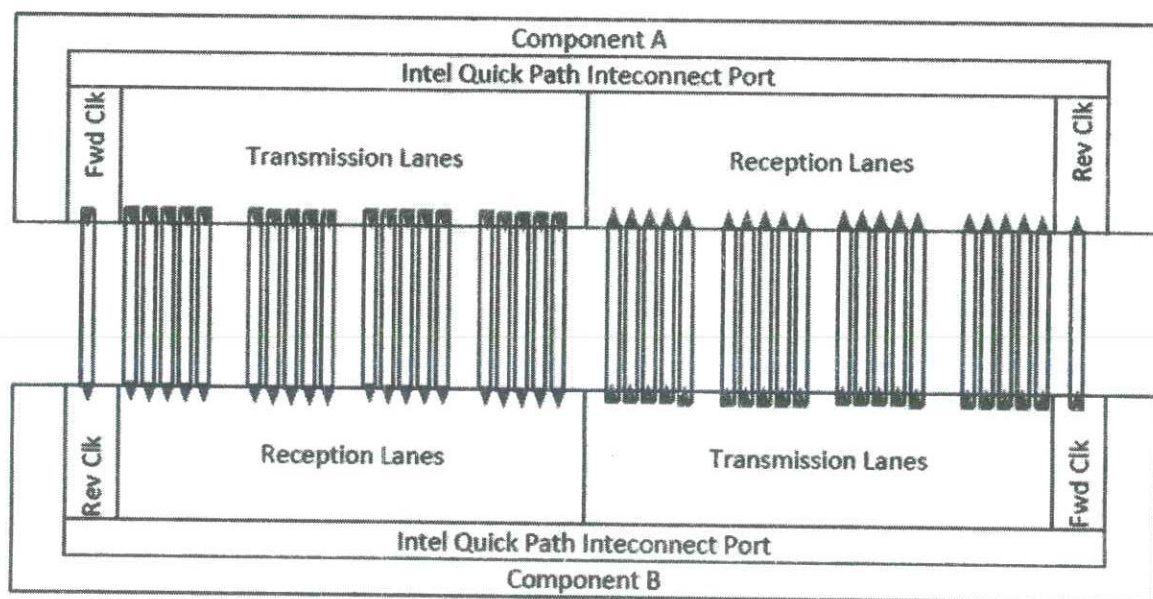 Component A
Intel Quick Path Inteconnect Port
Fwd Clk
Transmission Lanes
Reception Lanes
Rev Clk
Rev Clk
Reception Lanes
Transmission Lanes
Fwd Clk
Intel Quick Path Inteconnect Port
Component B